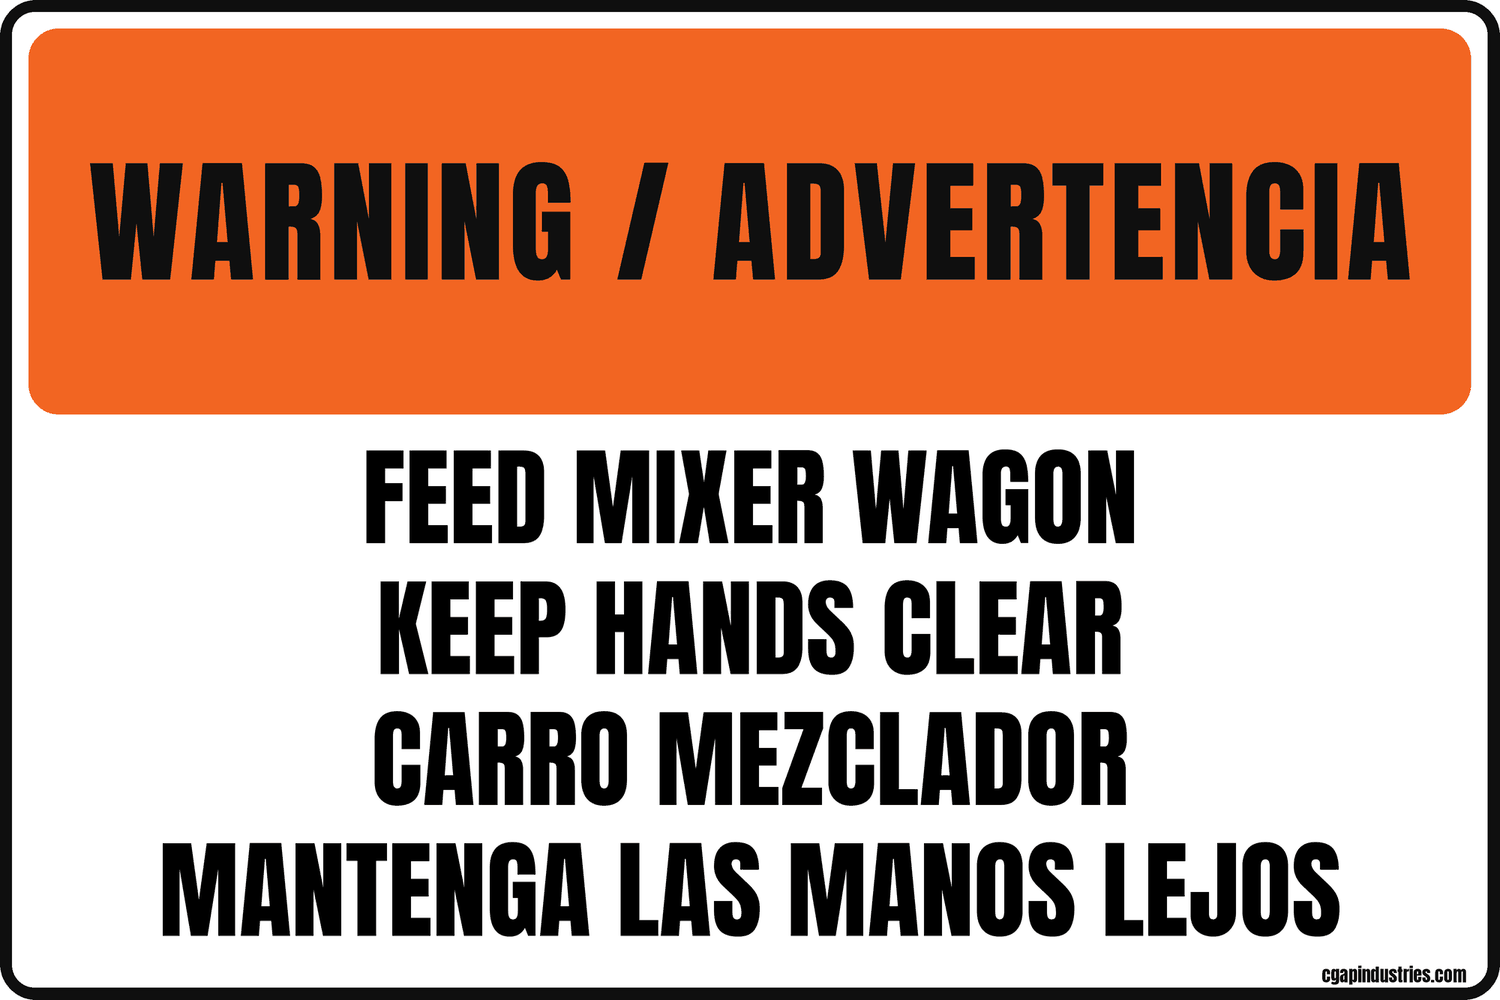 WARNING / ADVERTENCIA
FEED MIXER WAGON
KEEP HANDS CLEAR
CARRO MEZCLADOR
MANTENGA LAS MANOS LEJOS
cgapindustries.com